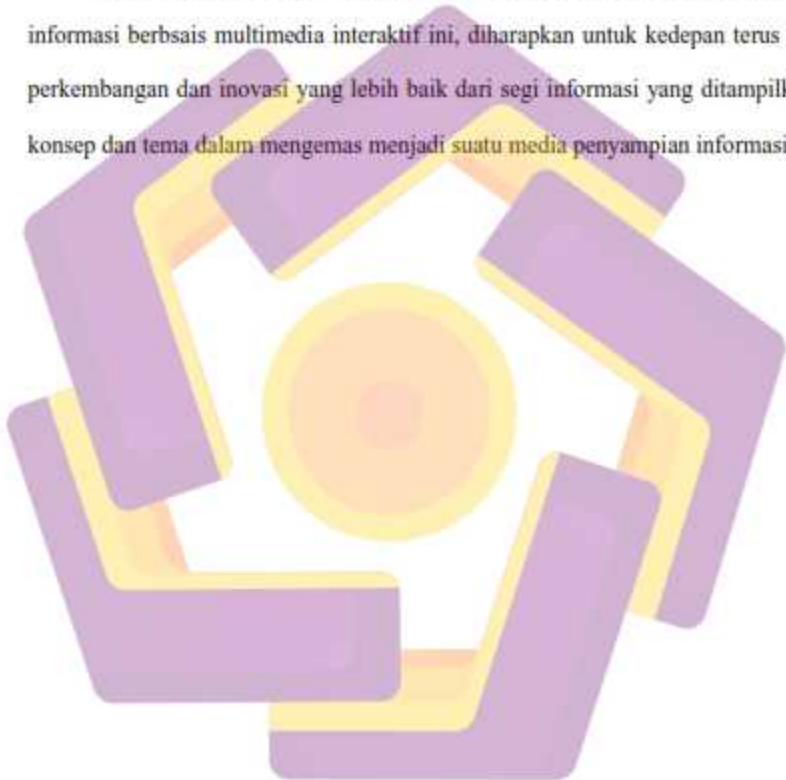 informasi berbsais multimedia interaktif ini, diharapkan untuk kedepan terus
perkembangan dan inovasi yang lebih baik dari segi informasi yang
konsep dan tema dalam mengemas menjadi suatu media penyampian informasi